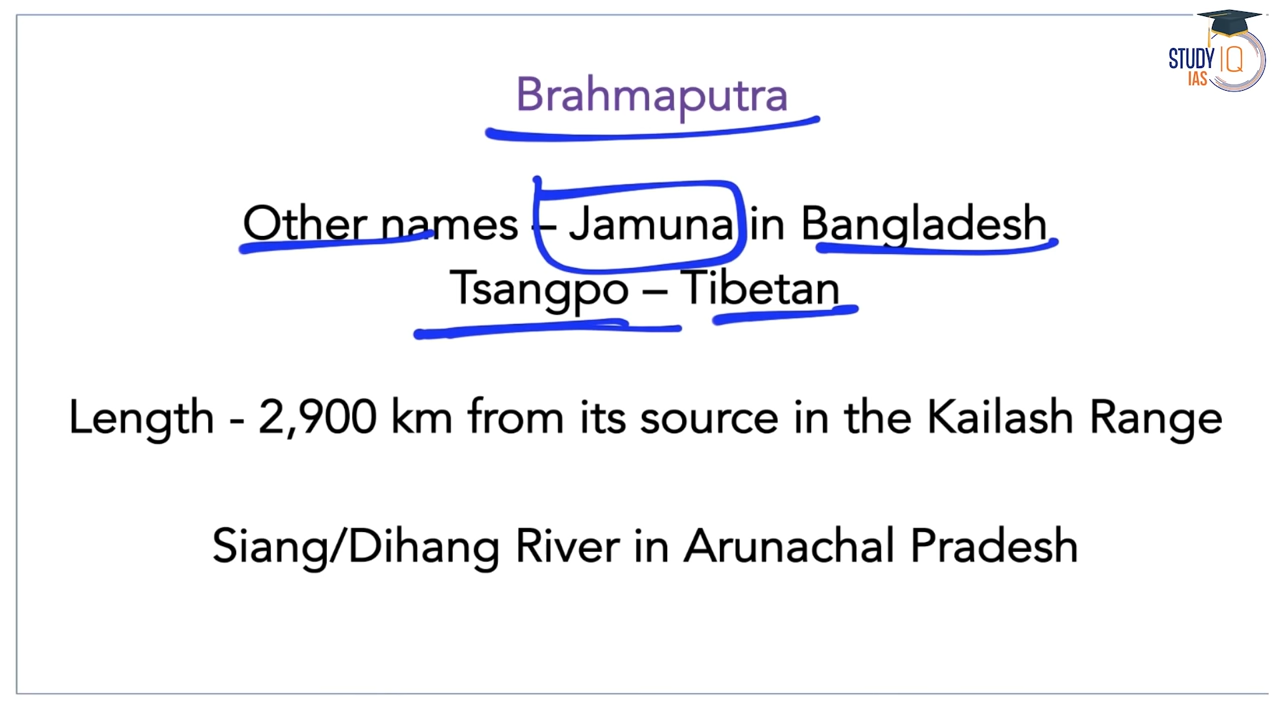 STUDY IQ
IAS
Brahmaputra
Other names – Jamuna in Bangladesh
Tsangpo – Tibetan
Length - 2,900 km from its source in the Kailash Range
Siang/Dihang River in Arunachal Pradesh